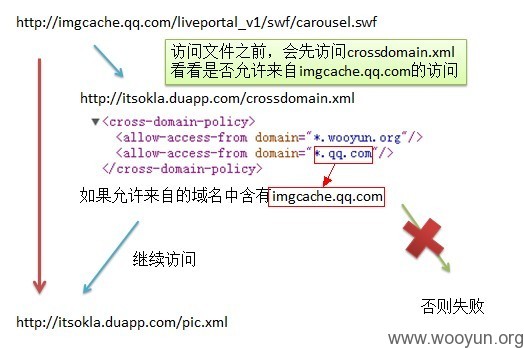 http://imgcache.qq.com/liveportal_v1/swf/carousel.swf
访问文件之前，会先访问crossdomain.xml
看看是否允许来自imgcache.qq.com的访问
http://itsokla.duapp.com/crossdomain.xml
▼<cross-domain-policy>
<allow-access-from domain="*.wooyun.org"/>
<allow-access-from domain="*.qq.com"/>
</cross-domain-policy>
如果允许来自的域名中含有imgcache.qq.com
继续访问
否则失败
http://itsokla.duapp.com/pic.xml
www.wooyun.org